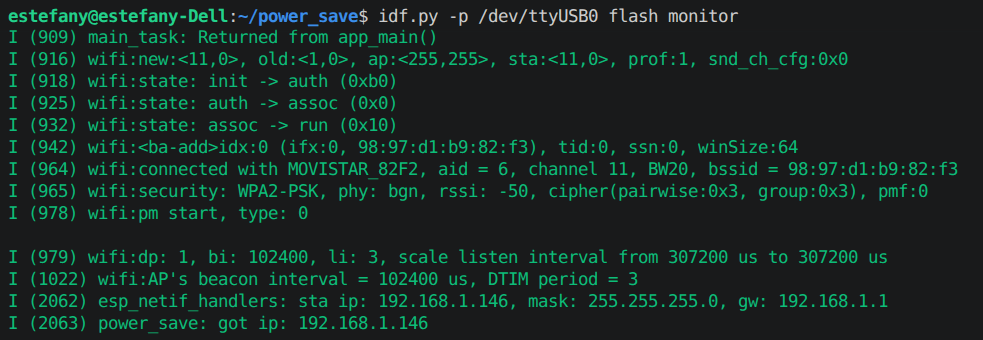 estefany@estefany-Dell:~/power_save$ idf.py -p /dev/ttyUSB0 flash monitor
I (909) main_task: Returned from app_main()
I (916) wifi:new:<11,0>, old:<1,0>, ap:<255,255>, sta:<11,0>, prof:1, snd_ch_cfg:0x0
I (918) wifi:state: init -> auth (0xb0)
I (925) wifi:state: auth -> assoc (0x0)
I (932) wifi:state: assoc -> run (0x10)
I (942) wifi:<ba-add>idx:0 (ifx:0, 98:97:d1:b9:82:f3), tid:0, ssn:0, winSize:64
I (964) wifi:connected with MOVISTAR_82F2, aid = 6, channel 11, BW20, bssid = 98:97:d1:b9:82:f3
I (965) wifi:security: WPA2-PSK, phy: bgn, rssi: -50, cipher(pairwise:0x3, group:0x3), pmf:0
I (978) wifi:pm start, type: 0
I (979) wifi:dp: 1, bi: 102400, li: 3, scale listen interval from 307200 us to 307200 us
I (1022) wifi:AP's beacon interval = 102400 us, DTIM period = 3
I (2062) esp_netif_handlers: sta ip: 192.168.1.146, mask: 255.255.255.0, gw: 192.168.1.1
I (2063) power_save: got ip: 192.168.1.146